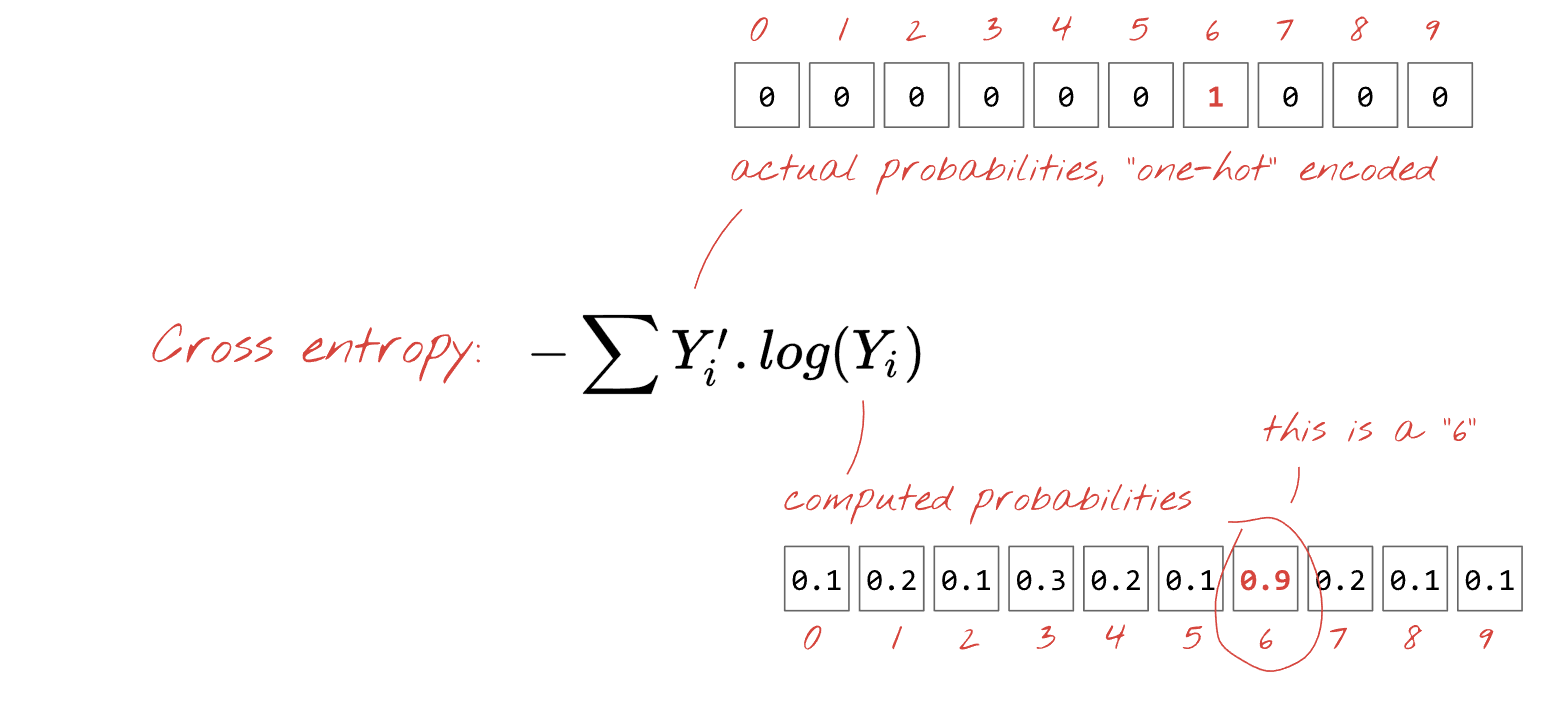 0 1 2 3 4 5 6 7 8 9
0 0 0 0 0 0 1 0 0 0
actual probabilities, "one-hot" encoded
Cross entropy: − ∑ Y′ᵢ . log(Yᵢ)
this is a "6"
computed probabilities
0.1 0.2 0.1 0.3 0.2 0.1 0.9 0.2 0.1 0.1
0 1 2 3 4 5 6 7 8 9